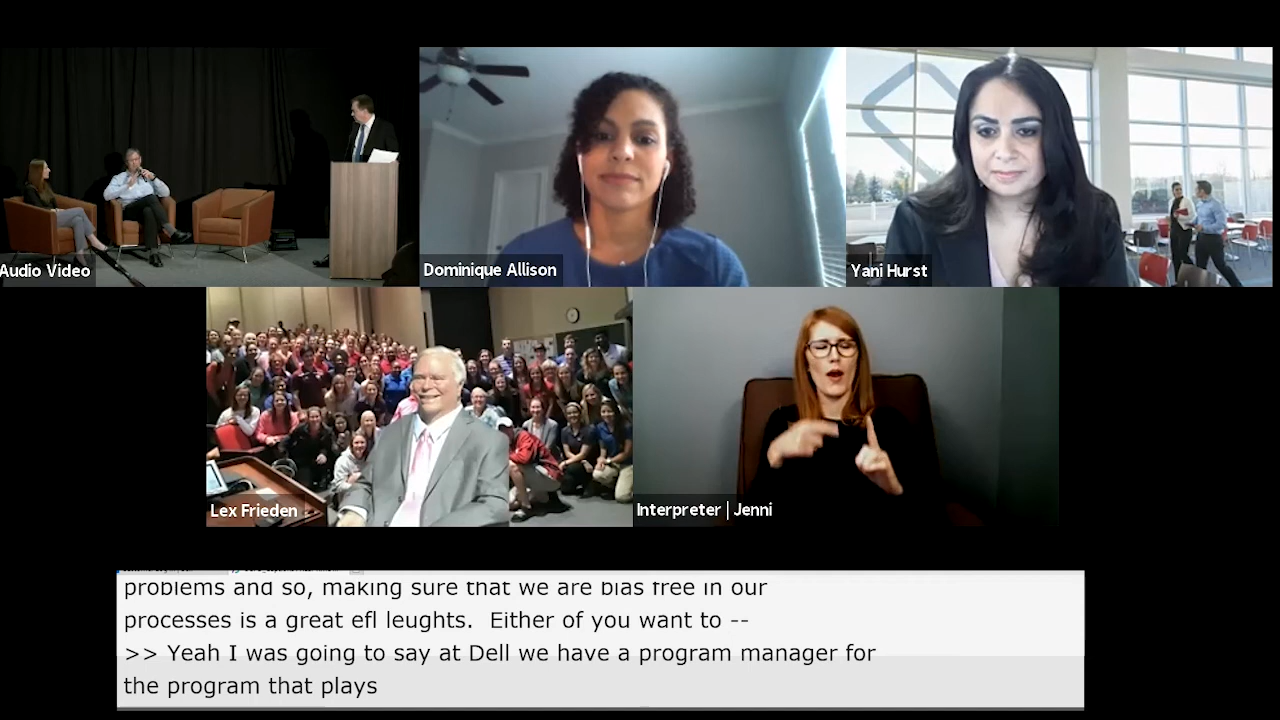 Audio Video
Dominique Allison
Yani Hurst
Lex Frieden
Interpreter | Jenni
problems and so, making sure that we are bias free in our
processes is a great efl leughts.  Either of you want to --
>> Yeah I was going to say at Dell we have a program manager for
the program that plays